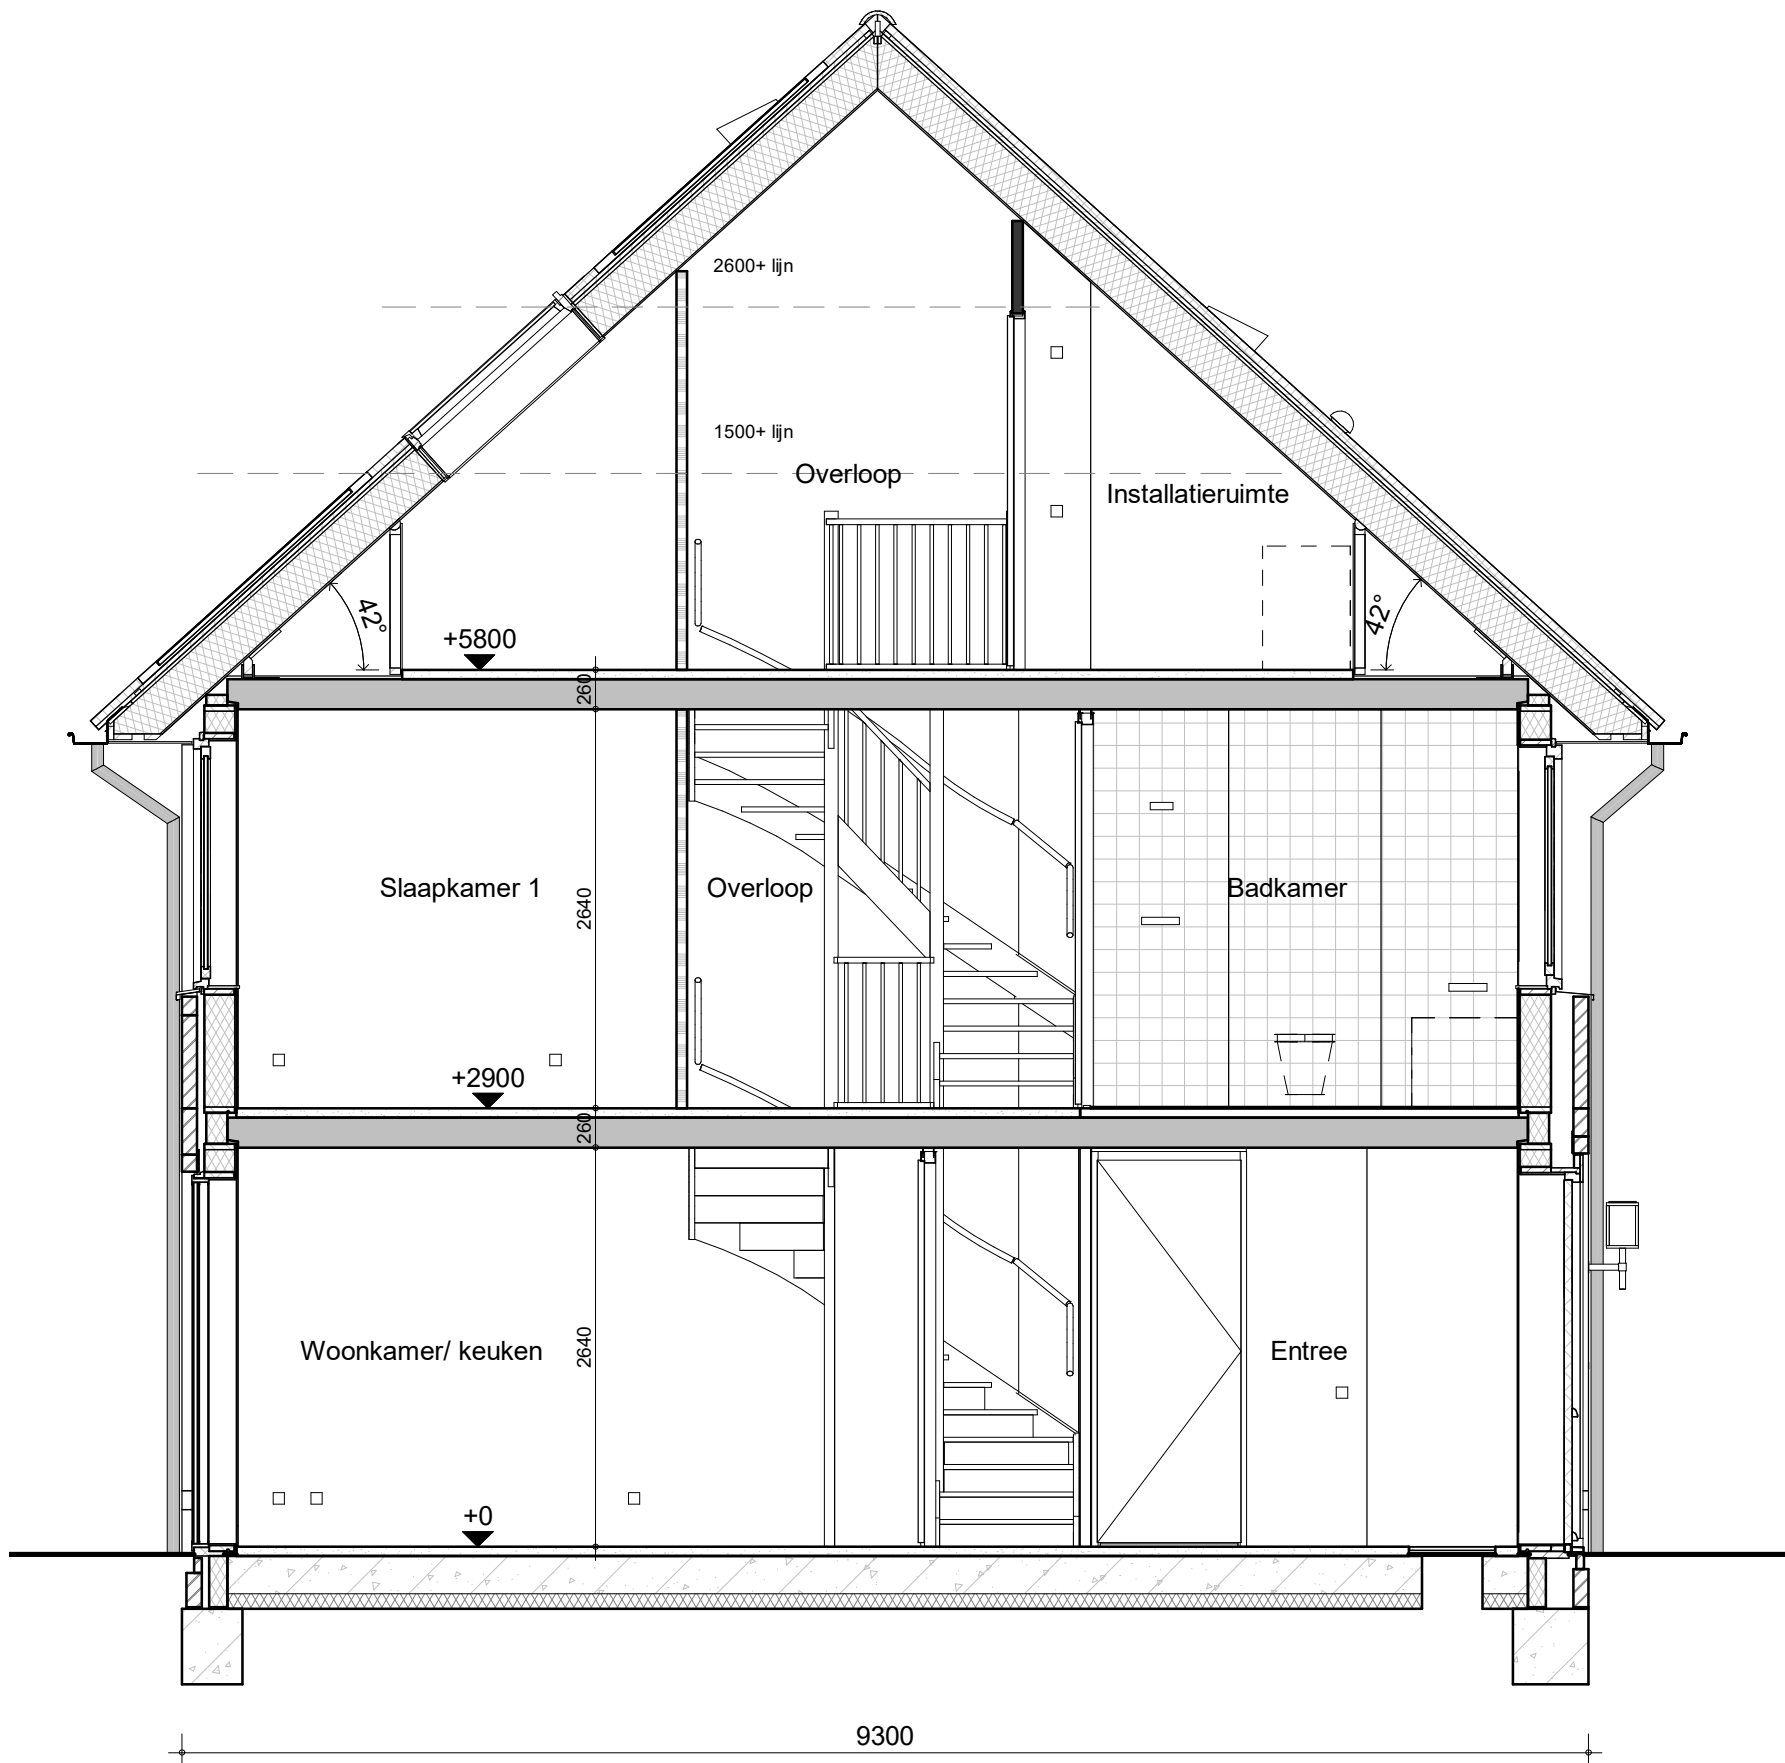 2600+ lijn
1500+ lijn
Overloop
Installatieruimte
42°
42°
+5800
260
Slaapkamer 1
2640
Overloop
Badkamer
+2900
260
Woonkamer/ keuken
2640
Entree
+0
9300